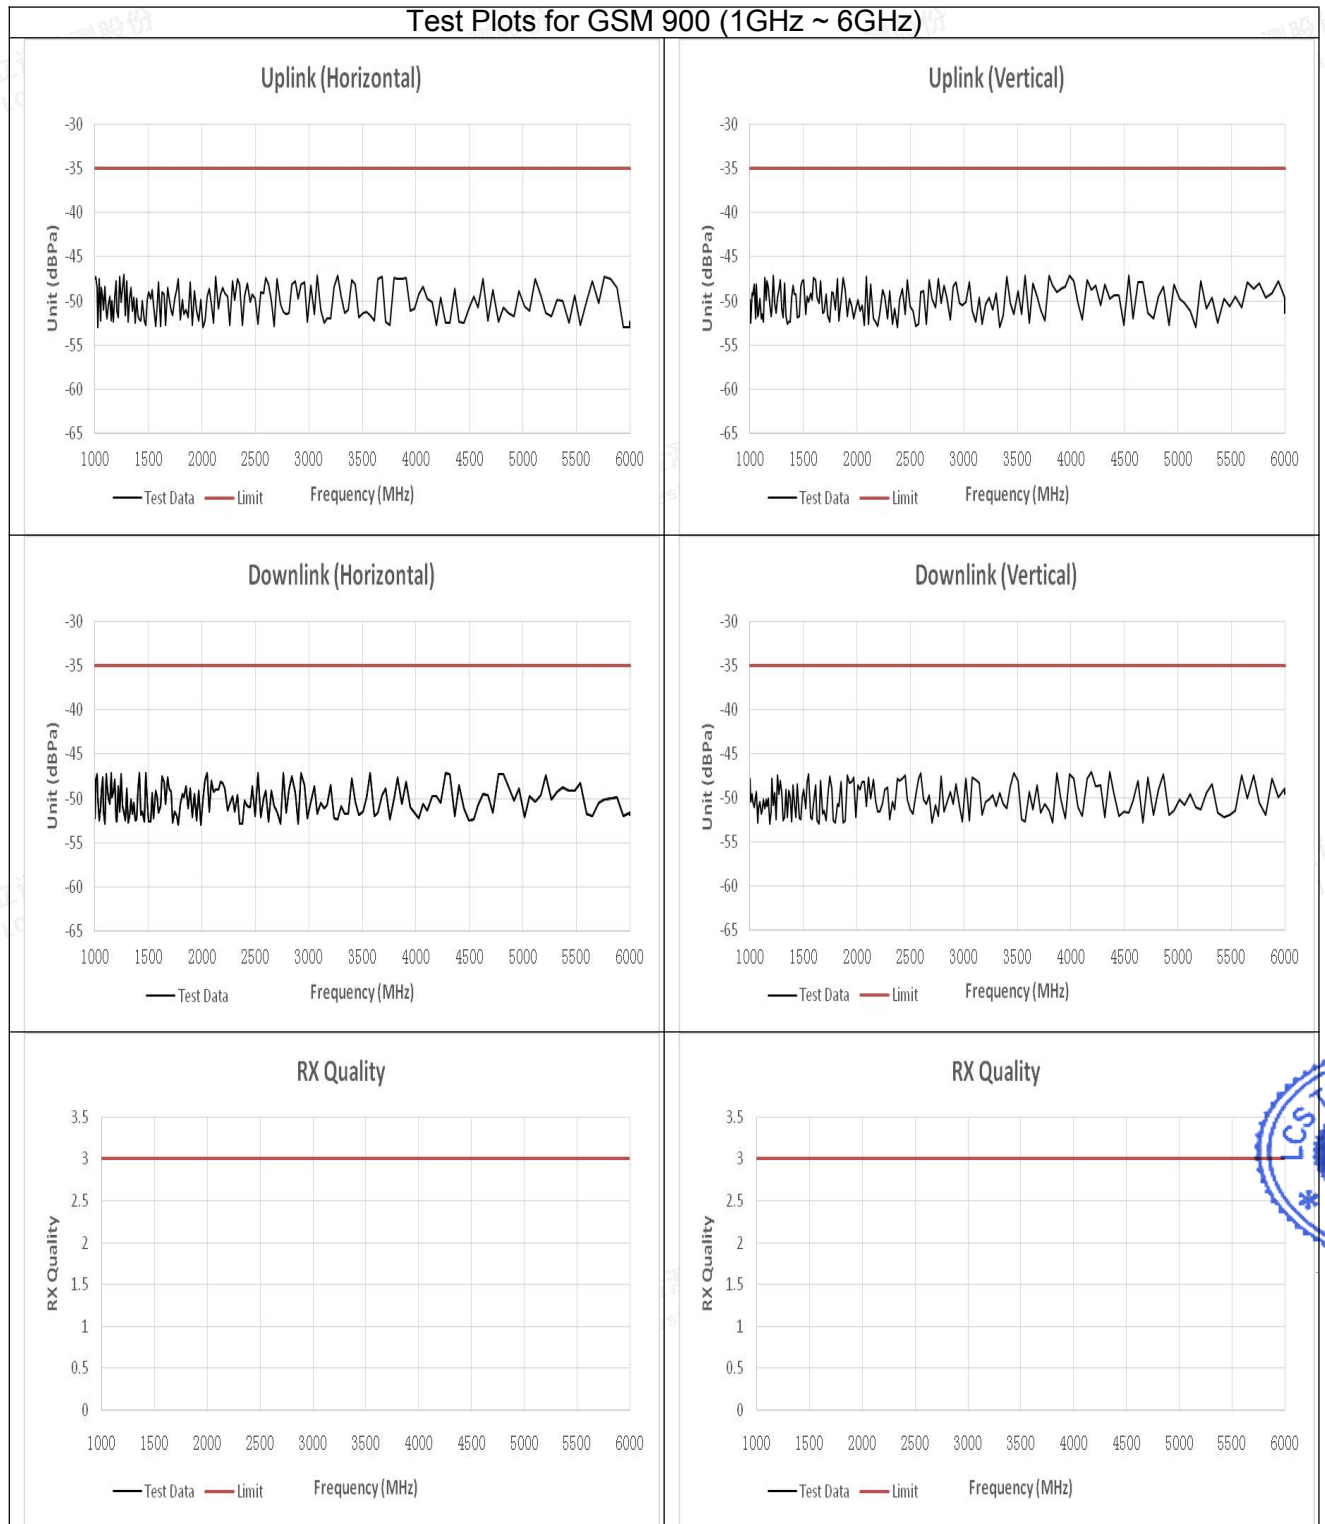 Test Plots for GSM 900 (1GHz ~ 6GHz)
Uplink (Horizontal)
Unit (dBPa)
-30
-35
-40
-45
-50
-55
-60
-65
1000 1500 2000 2500 3000 3500 4000 4500 5000 5500 6000
Test Data Limit Frequency (MHz)
Uplink (Vertical)
Unit (dBPa)
-30
-35
-40
-45
-50
-55
-60
-65
1000 1500 2000 2500 3000 3500 4000 4500 5000 5500 6000
Test Data Limit Frequency (MHz)
Downlink (Horizontal)
Unit (dBPa)
-30
-35
-40
-45
-50
-55
-60
-65
1000 1500 2000 2500 3000 3500 4000 4500 5000 5500 6000
Test Data Frequency (MHz)
Downlink (Vertical)
Unit (dBPa)
-30
-35
-40
-45
-50
-55
-60
-65
1000 1500 2000 2500 3000 3500 4000 4500 5000 5500 6000
Test Data Limit Frequency (MHz)
RX Quality
RX Quality
3.5
3
2.5
2
1.5
1
0.5
0
1000 1500 2000 2500 3000 3500 4000 4500 5000 5500 6000
Test Data Limit Frequency (MHz)
RX Quality
RX Quality
3.5
3
2.5
2
1.5
1
0.5
0
1000 1500 2000 2500 3000 3500 4000 4500 5000 5500 6000
Test Data Limit Frequency (MHz)
LCS